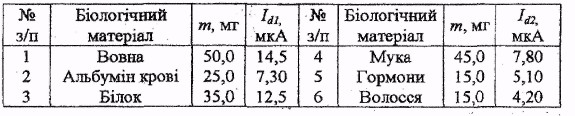 № з/п Біологічний матеріал m, мг I_d1, мкА № з/п Біологічний матеріал m, мг I_d2, мкА
1 Вовна 50,0 14,5 4 Мука 45,0 7,80
2 Альбумін крові 25,0 7,30 5 Гормони 15,0 5,10
3 Білок 35,0 12,5 6 Волосся 15,0 4,20